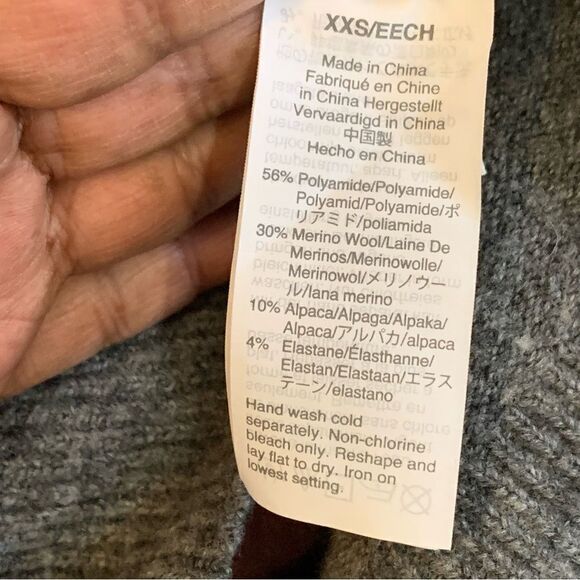 XXS/EECH
Made in China
Fabriqué en Chine
in China Hergestellt
Vervaardigd in China
中国製
Hecho en China
56% Polyamide/Polyamide/
Polyamid/Polyamide/ポ
リアミド/poliamida
30% Merino Wool/Laine De
Merinos/Merinowolle/
Merinowol/メリノウー
ル/lana merino
10% Alpaca/Alpaga/Alpaka/
Alpaca/アルパカ/alpaca
4% Elastane/Élasthanne/
Elastan/Elastaan/エラス
テーン/elastano
Hand wash cold
separately. Non-chlorine
bleach only. Reshape and
lay flat to dry. Iron on
lowest setting.